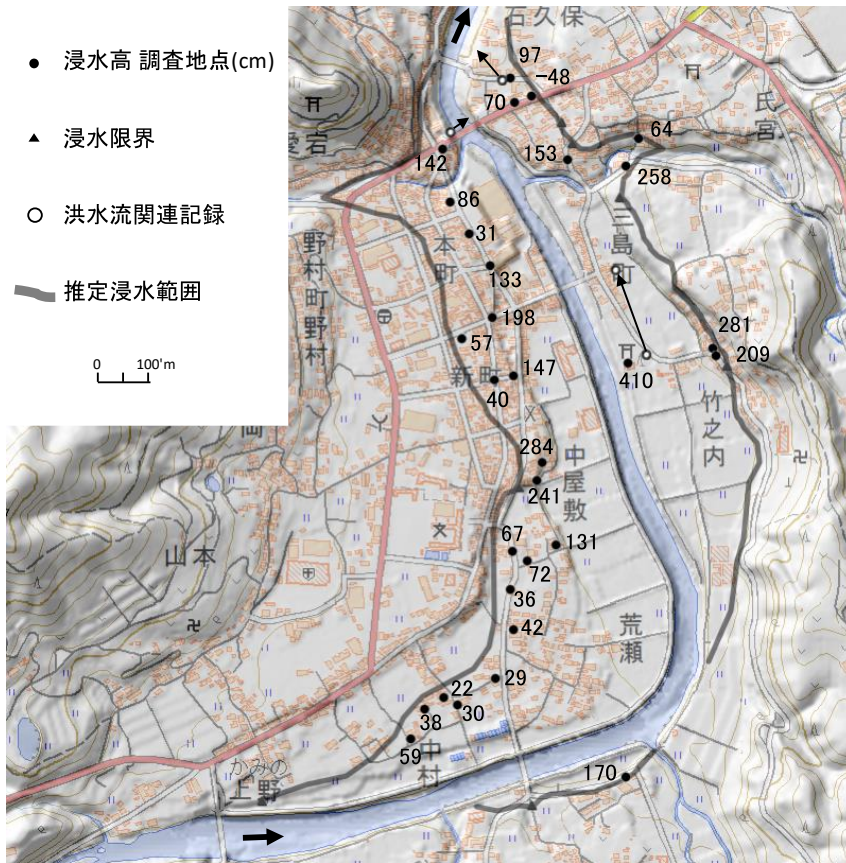 浸水高 調査地点(cm)
浸水限界
洪水流関連記録
推定浸水範囲
0 100'm
石久保
97
-48
70
氏宮
愛宕
142
153
64
258
86
三島町
31
本町
133
野村町野村
198
281
57
209
新町
147
410
40
竹之内
岡
284
中屋敷
241
文
67
131
山本
72
36
荒瀬
42
29
22
38
30
59
中村
かみの
上野
170